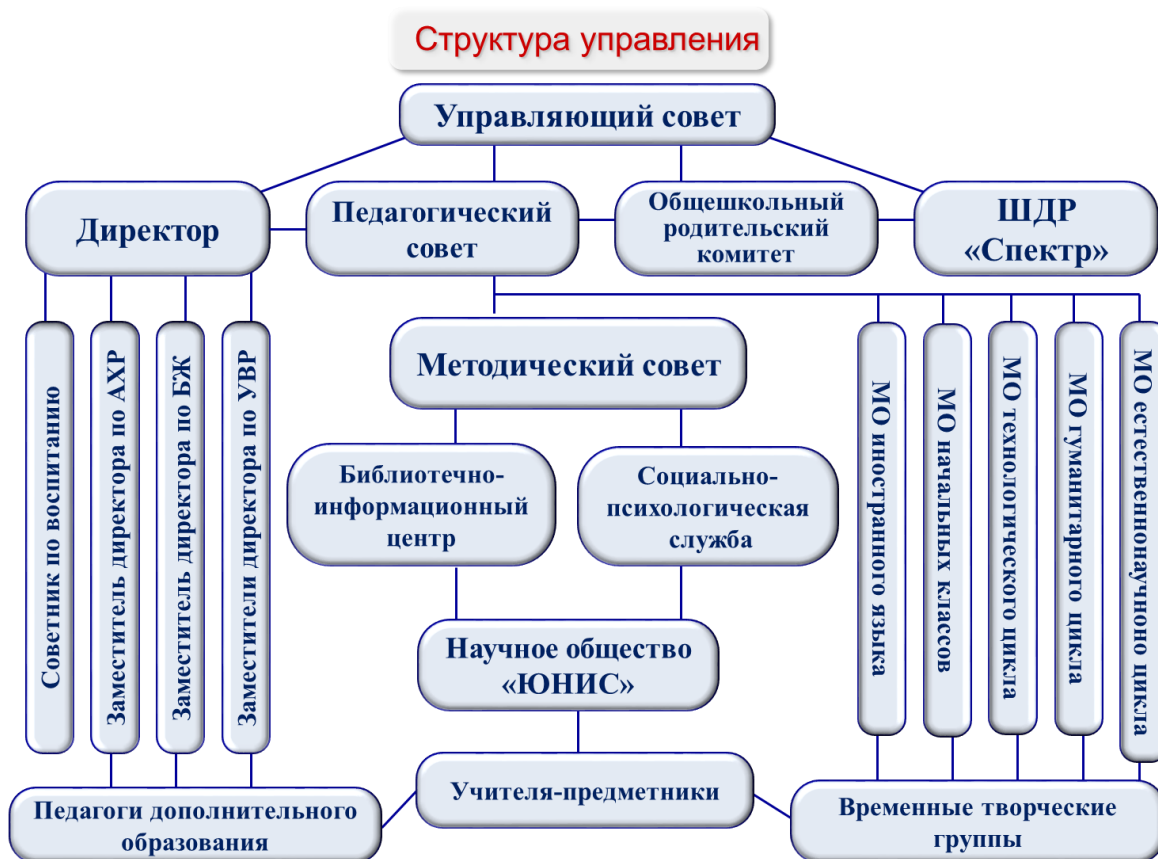 Структура управления
Управляющий совет
Директор
Педагогический
совет
Общешкольный
родительский
комитет
ШДР
«Спектр»
Советник по воспитанию
Заместитель директора по АХР
Заместитель директора по БЖ
Заместители директора по УВР
Методический совет
Библиотечно-
информационный
центр
Социально-
психологическая
служба
Научное общество
«ЮНИС»
МО иностранного языка
МО начальных классов
МО технологического цикла
МО гуманитарного цикла
МО естественнонаучноно цикла
Педагоги дополнительного
образования
Учителя-предметники
Временные творческие
группы